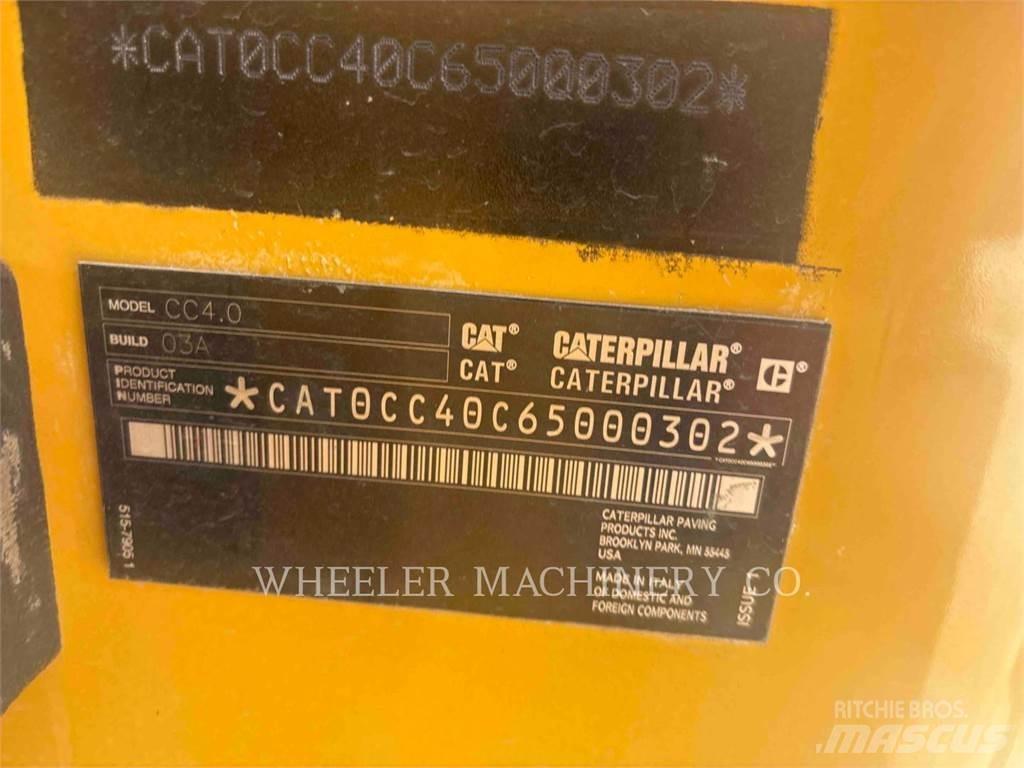 *CAT0CC40C65000302*
MODEL CC4.0
BUILD 03A
CAT® CATERPILLAR® C®
CAT® CATERPILLAR®
PRODUCT
IDENTIFICATION
NUMBER
*CAT0CC40C65000302*
*CAT0CC40C65000302*
515-7905 1
CATERPILLAR PAVING
PRODUCTS INC.
BROOKLYN PARK, MN 55445
USA
MADE IN ITALY
OF DOMESTIC AND
FOREIGN COMPONENTS
ISSUE 1
WHEELER MACHINERY CO.
RITCHIE BROS.
MASCUS